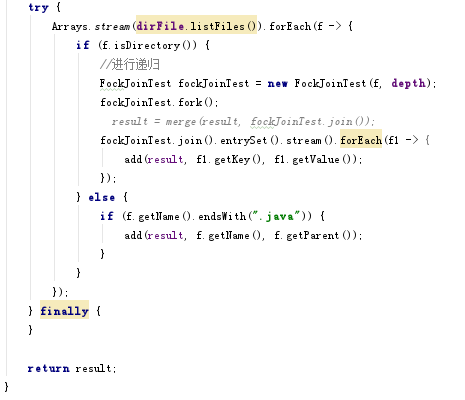 try {
Arrays.stream(dirFile.listFiles()).forEach(f -> {
if (f.isDirectory()) {
//进行递归
FockJoinTest fockJoinTest = new FockJoinTest(f, depth);
fockJoinTest.fork();
result = merge(result, fockJoinTest.join());
fockJoinTest.join().entrySet().stream().forEach(f1 -> {
add(result, f1.getKey(), f1.getValue());
});
} else {
if (f.getName().endsWith(".java")) {
add(result, f.getName(), f.getParent());
}
}
});
} finally {
}
return result;
}